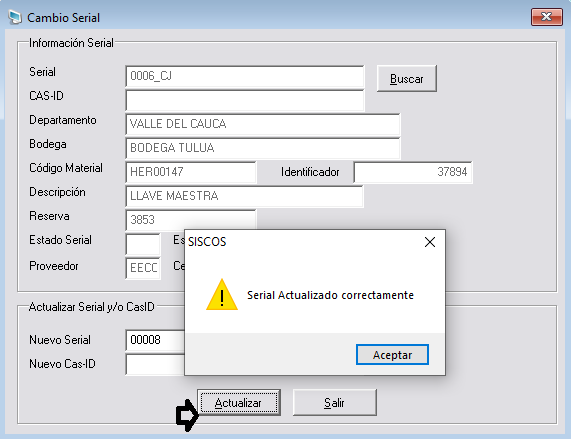 Cambio Serial
Información Serial
Serial 0006_CJ Buscar
CAS-ID
Departamento VALLE DEL CAUCA
Bodega BODEGA TULUA
Código Material HER00147 Identificador 37894
Descripción LLAVE MAESTRA
Reserva 3853
Estado Serial Es
Proveedor EECC Ce
SISCOS
Serial Actualizado correctamente
Aceptar
Actualizar Serial y/o CasID
Nuevo Serial 00008
Nuevo Cas-ID
Actualizar Salir